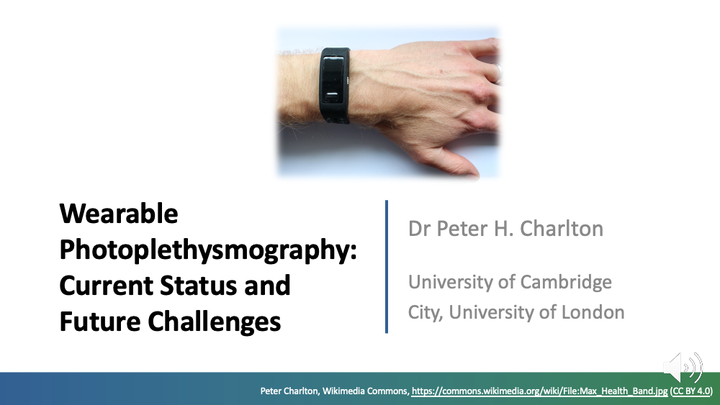 Wearable
Photoplethysmography:
Current Status and
Future Challenges
Dr Peter H. Charlton
University of Cambridge
City, University of London
Peter Charlton, Wikimedia Commons, https://commons.wikimedia.org/wiki/File:Max_Health_Band.jpg (CC BY 4.0)